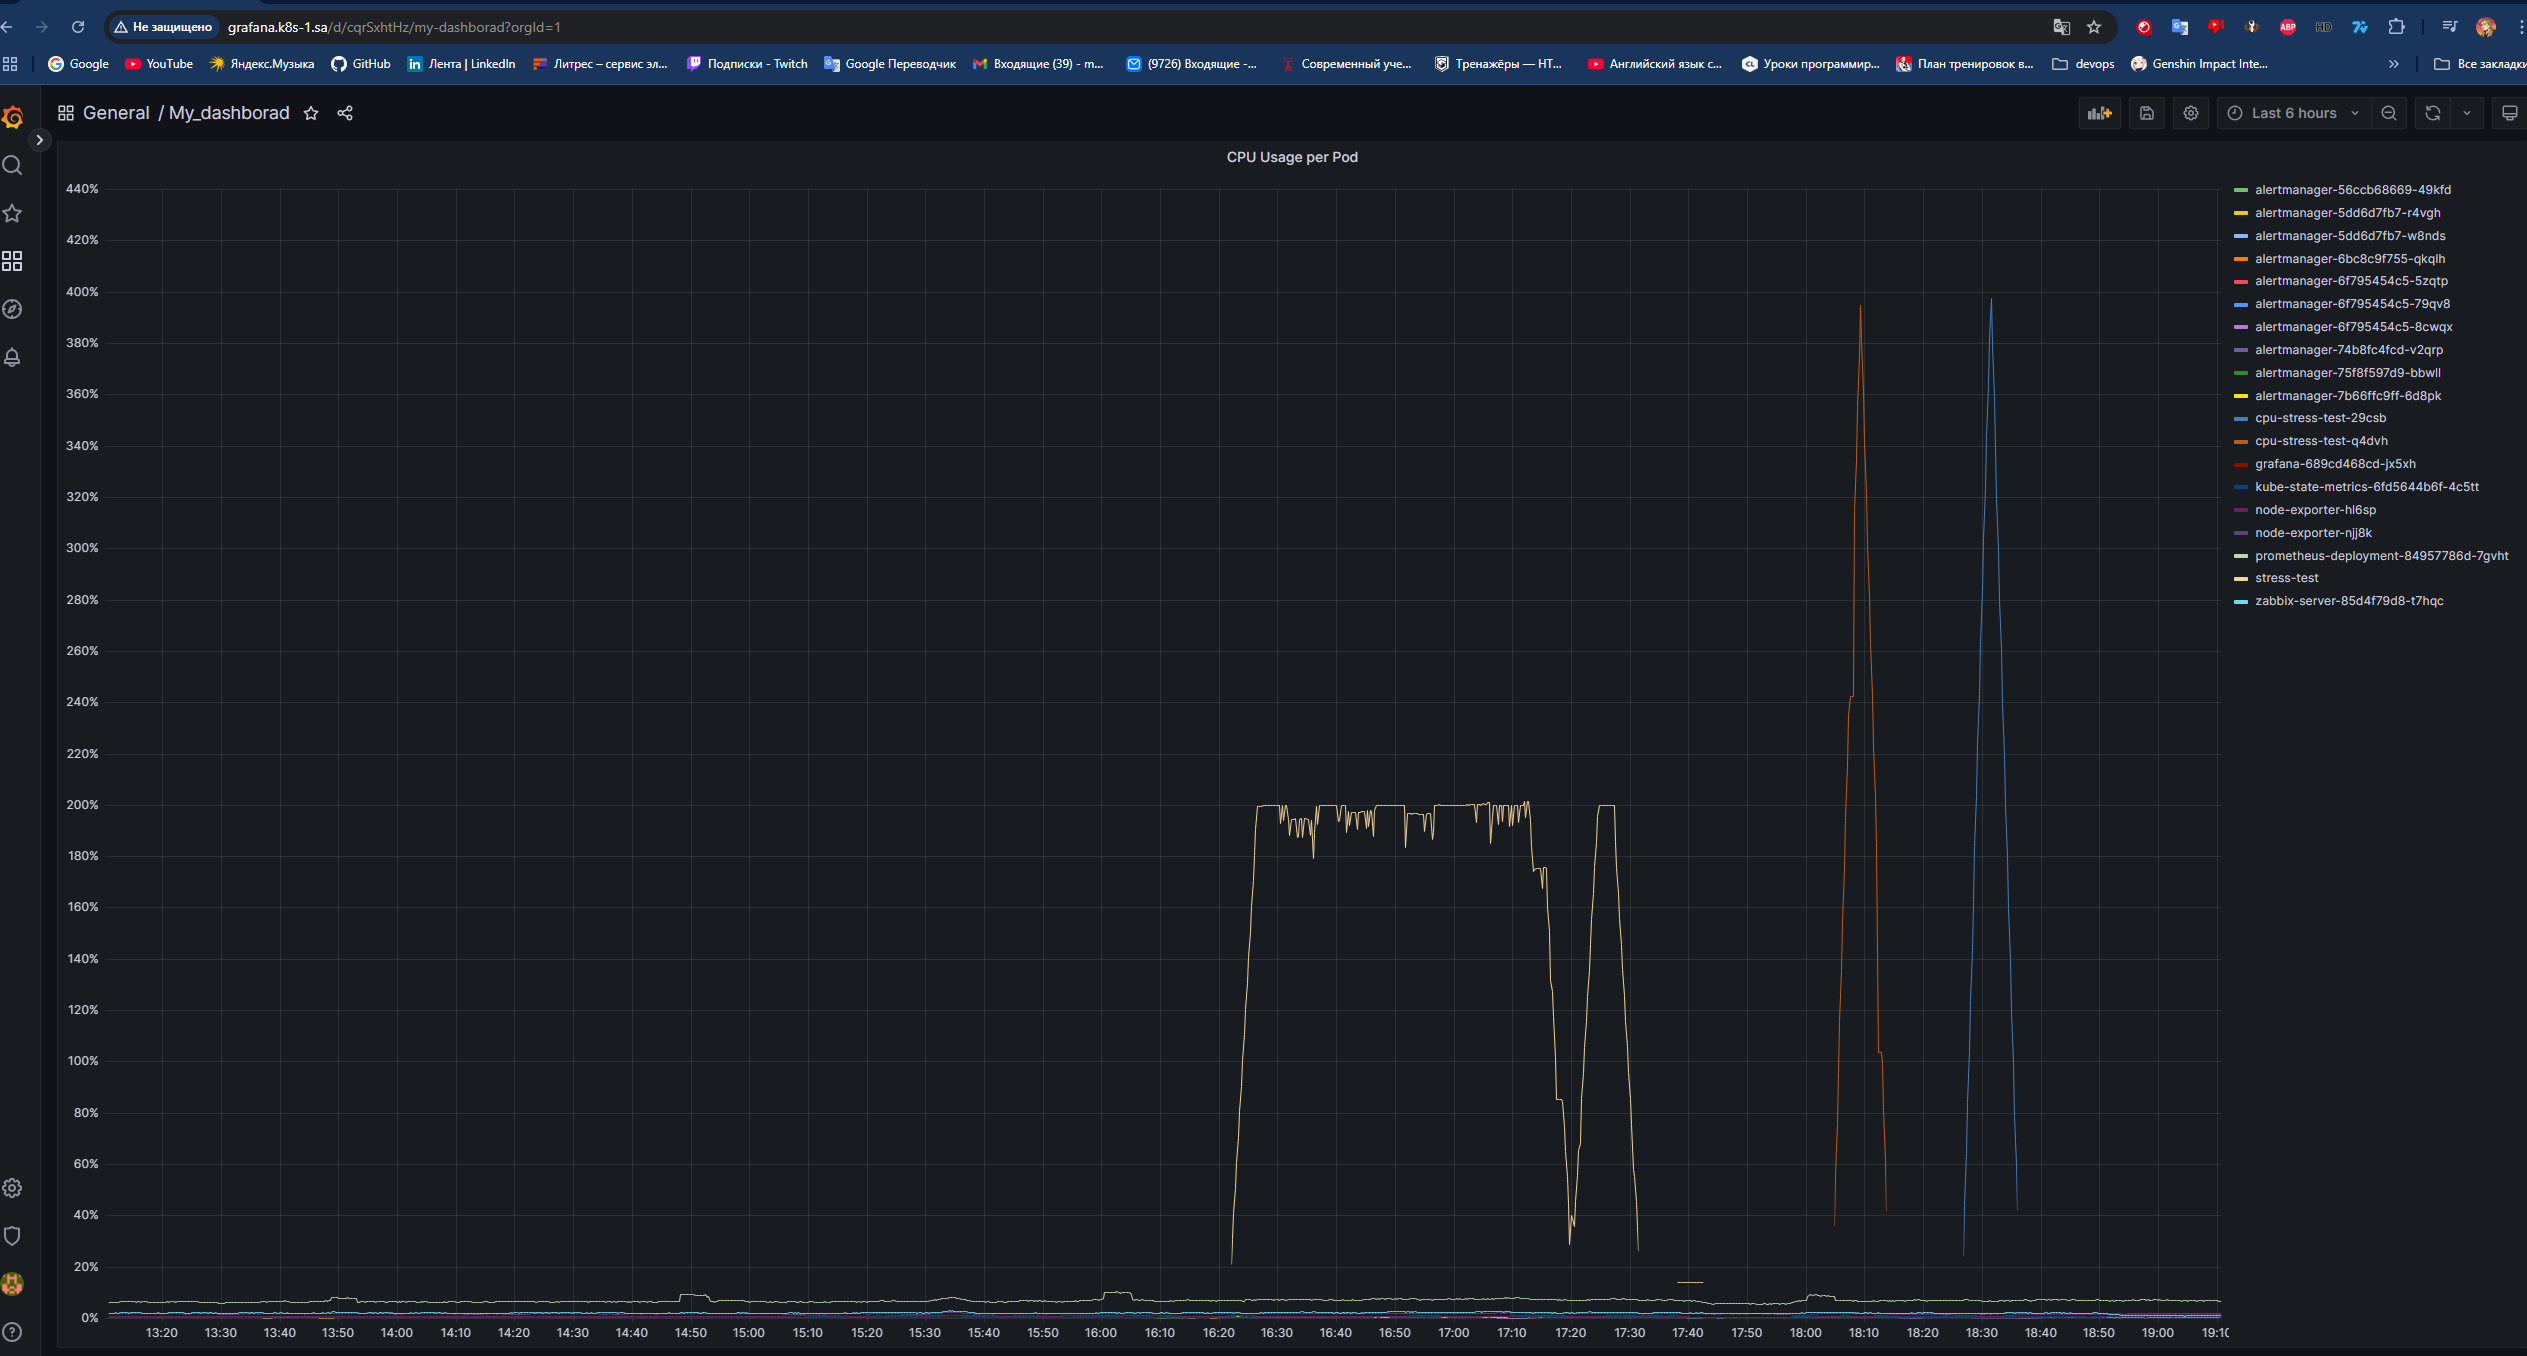 Не защищено grafana.k8s-1.sa/d/cqrSxhtHz/my-dashborad?orgId=1
ABP HD
Google YouTube Яндекс.Музыка GitHub Лента | LinkedIn Литрес – сервис эл... Подписки - Twitch Google Переводчик Входящие (39) - m... (9726) Входящие -... Современный уче... Тренажёры — HT... Английский язык с... Уроки программир... План тренировок в... devops Genshin Impact Inte... » Все закладки
General / My_dashborad Last 6 hours
CPU Usage per Pod
440%
420%
400%
380%
360%
340%
320%
300%
280%
260%
240%
220%
200%
180%
160%
140%
120%
100%
80%
60%
40%
20%
0%
13:20 13:30 13:40 13:50 14:00 14:10 14:20 14:30 14:40 14:50 15:00 15:10 15:20 15:30 15:40 15:50 16:00 16:10 16:20 16:30 16:40 16:50 17:00 17:10 17:20 17:30 17:40 17:50 18:00 18:10 18:20 18:30 18:40 18:50 19:00 19:10
alertmanager-56ccb68669-49kfd
alertmanager-5dd6d7fb7-r4vgh
alertmanager-5dd6d7fb7-w8nds
alertmanager-6bc8c9f755-qkqlh
alertmanager-6f795454c5-5zqtp
alertmanager-6f795454c5-79qv8
alertmanager-6f795454c5-8cwqx
alertmanager-74b8fc4fcd-v2qrp
alertmanager-75f8f597d9-bbwll
alertmanager-7b66ffc9ff-6d8pk
cpu-stress-test-29csb
cpu-stress-test-q4dvh
grafana-689cd468cd-jx5xh
kube-state-metrics-6fd5644b6f-4c5tt
node-exporter-hl6sp
node-exporter-njj8k
prometheus-deployment-84957786d-7gvht
stress-test
zabbix-server-85d4f79d8-t7hqc